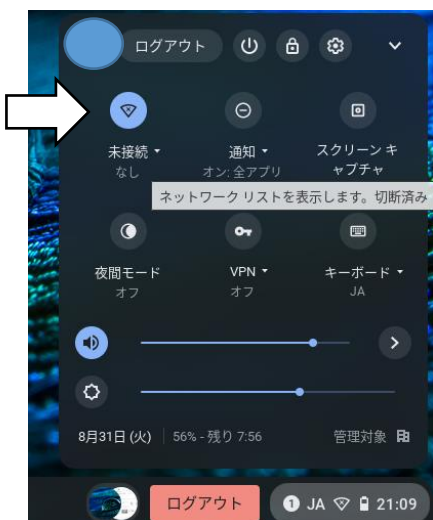 ログアウト
未接続
通知
スクリーン キ
ャプチャ
なし
オン: 全アプリ
ネットワーク リストを表示します。切断済み
夜間モード
VPN
キーボード
オフ
オフ
JA
8月31日 (火)
56% - 残り 7:56
管理対象
ログアウト
1 JA 21:09